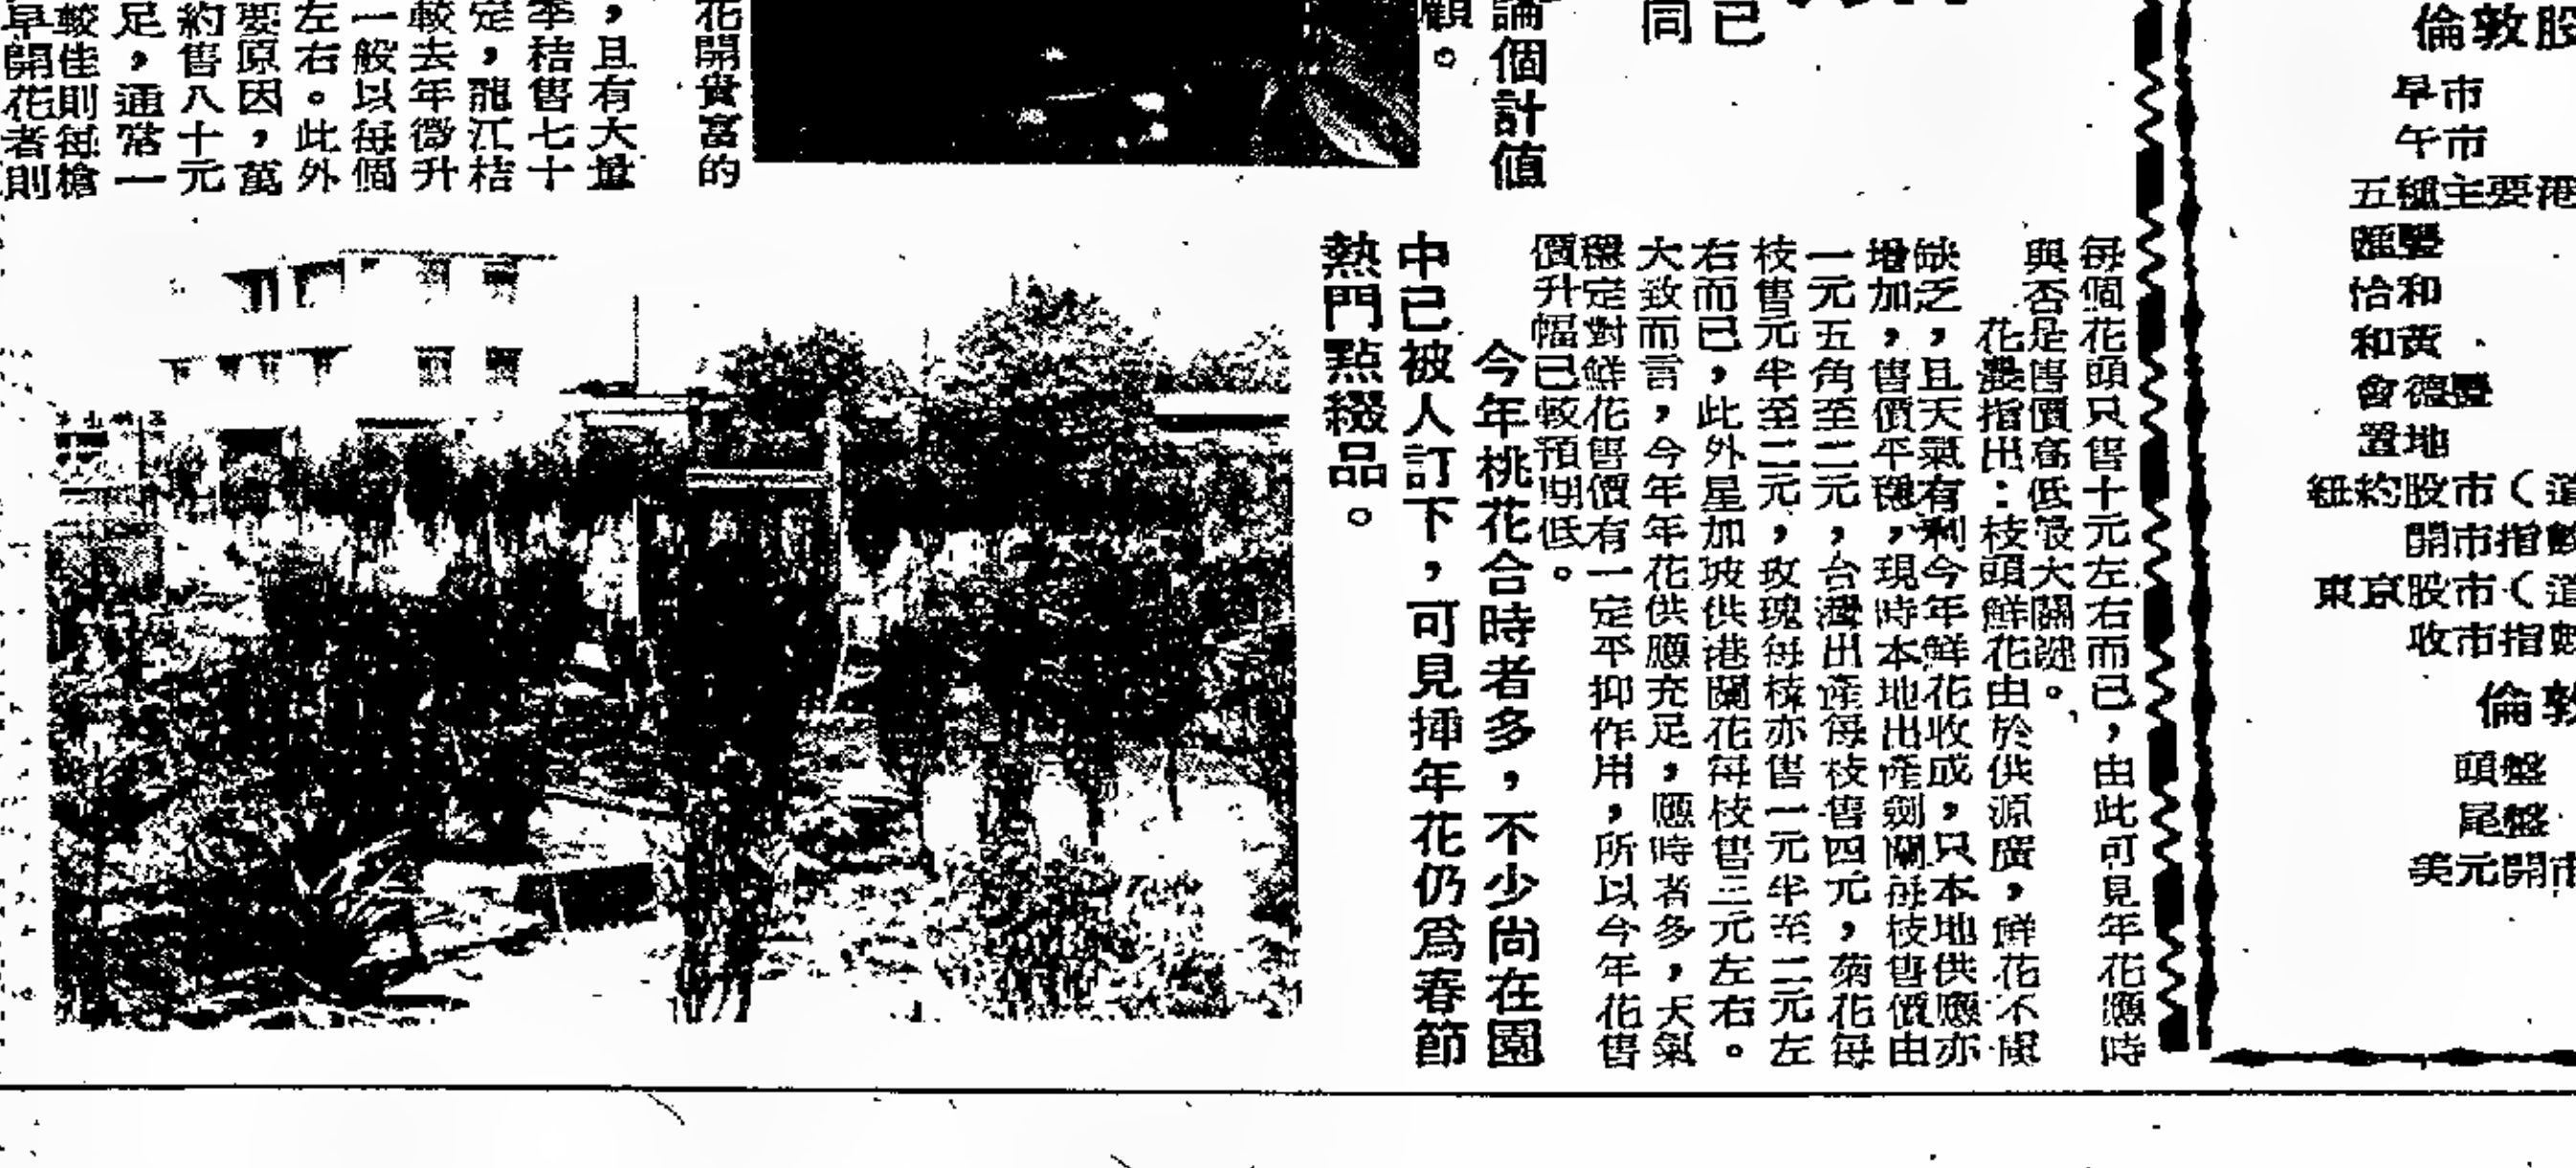 已
同
論個計值
顧。
花開貴富的
，且有大量
季桔售七十
定，龍江桔
較去年微升
一般以每個
左右。此外
要原因，萬
約售八十元
足，通常一
較佳則每檎
早開花者則
每個花頭只售十元左右而已，由此可見年花應時
與否是售價高低最大關鍵。
花農指出：枝頭鮮花由於供源廣，鮮花不虞
缺乏，且天氣有利今年鮮花收成，只本地供應亦
增加，售價平穩，現時本地出產劍蘭每枝售價由
一元五角至二元，台灣出產每枝售四元，菊花每
枝售元半至二元，玫瑰每枝亦售一元半至二元左
右而已，此外星加坡供港蘭花每枝售三元左右。
大致而言，今年年花供應充足，應時者多，天氣
穩定對鮮花售價有一定平抑作用，所以今年花售
價升幅已較預期低。
今年桃花合時者多，不少尚在園
中已被人訂下，可見揷年花仍為春節
熱門點綴品。
倫敦股
早市
午市
五種主要港
匯豐
怡和
和黃
會德豐
置地
紐約股市（道
開市指數
東京股市（道
收市指數
倫敦
頭盤
尾盤
美元開市